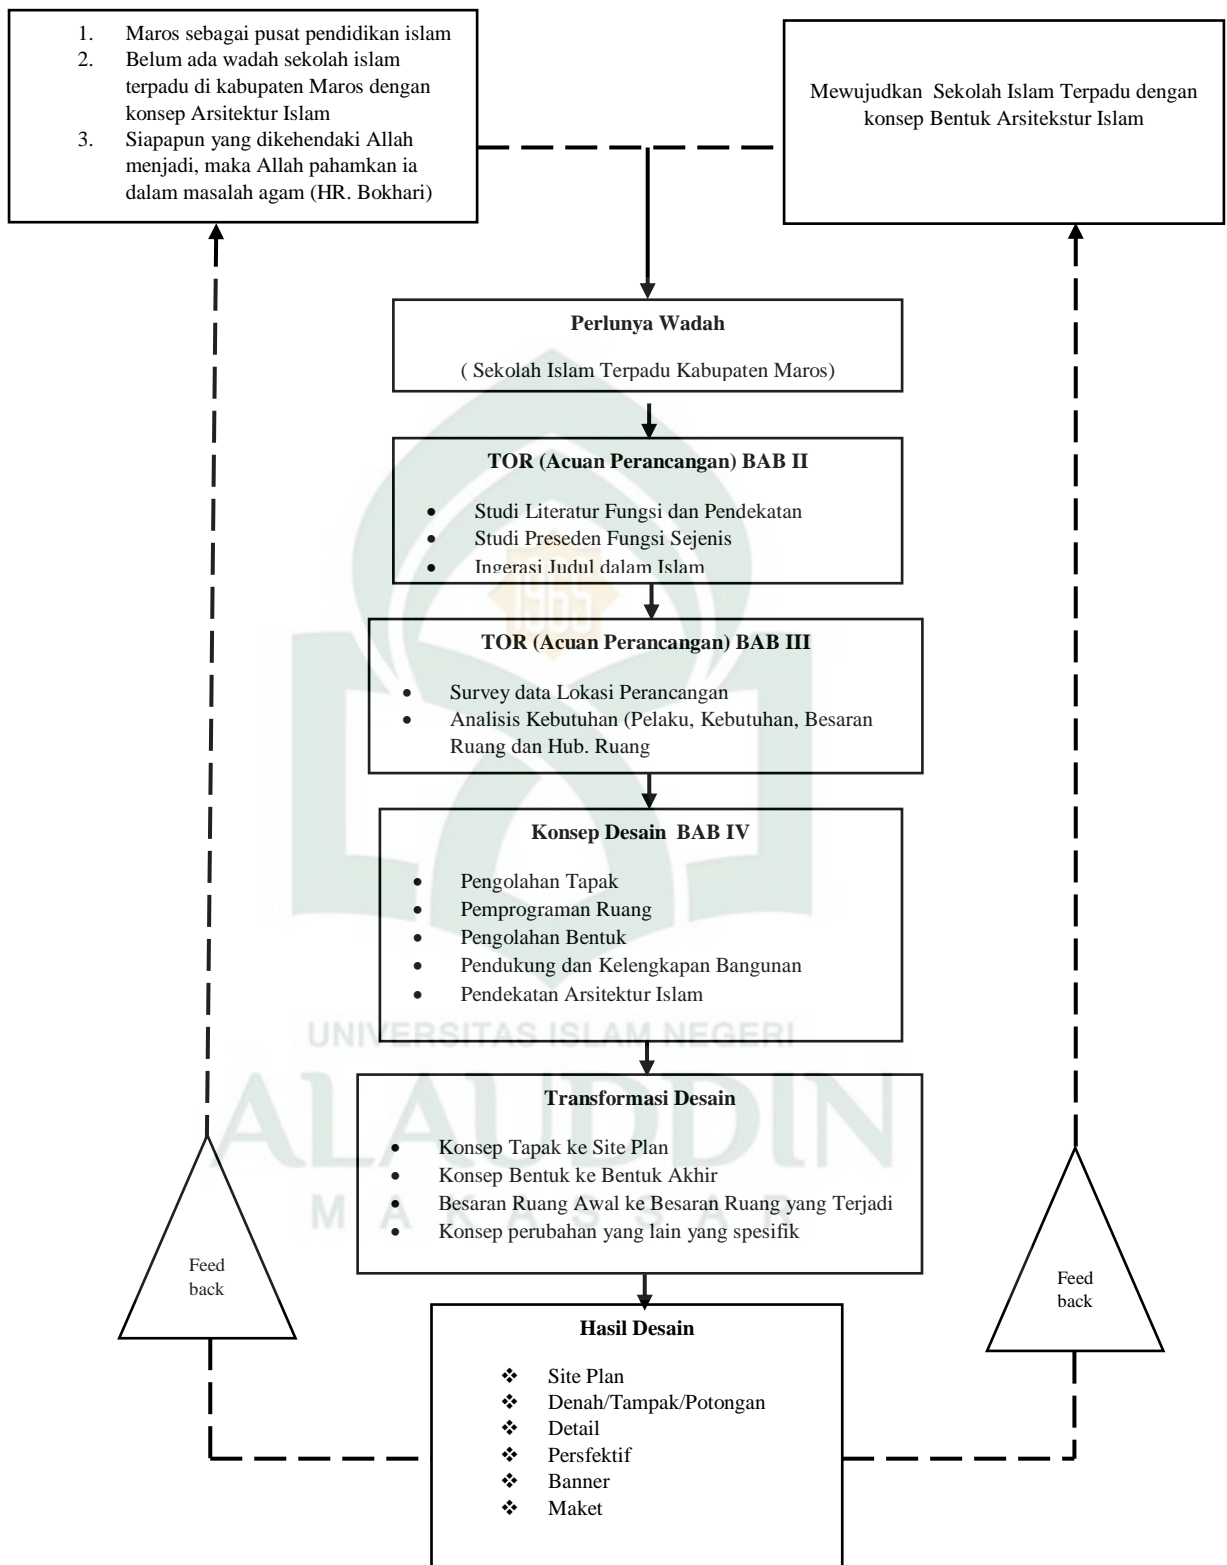 1. Maros sebagai pusat pendidikan islam
2. Belum ada wadah sekolah islam
terpadu di kabupaten Maros dengan
konsep Arsitektur Islam
3. Siapapun yang dikehendaki Allah
menjadi, maka Allah pahamkan ia
dalam masalah agam (HR. Bokhari)
Mewujudkan Sekolah Islam Terpadu dengan
konsep Bentuk Arsitekstur Islam
Perlunya Wadah
( Sekolah Islam Terpadu Kabupaten Maros)
TOR (Acuan Perancangan) BAB II
• Studi Literatur Fungsi dan Pendekatan
• Studi Preseden Fungsi Sejenis
• Ingerasi Judul dalam Islam
1965
TOR (Acuan Perancangan) BAB III
• Survey data Lokasi Perancangan
• Analisis Kebutuhan (Pelaku, Kebutuhan, Besaran
Ruang dan Hub. Ruang
Konsep Desain BAB IV
• Pengolahan Tapak
• Pemprograman Ruang
• Pengolahan Bentuk
• Pendukung dan Kelengkapan Bangunan
• Pendekatan Arsitektur Islam
UNIVERSITAS ISLAM NEGERI
ALAUDDIN
MAKASSAR
Transformasi Desain
• Konsep Tapak ke Site Plan
• Konsep Bentuk ke Bentuk Akhir
• Besaran Ruang Awal ke Besaran Ruang yang Terjadi
• Konsep perubahan yang lain yang spesifik
Feed
back
Feed
back
Hasil Desain
❖ Site Plan
❖ Denah/Tampak/Potongan
❖ Detail
❖ Persfektif
❖ Banner
❖ Maket